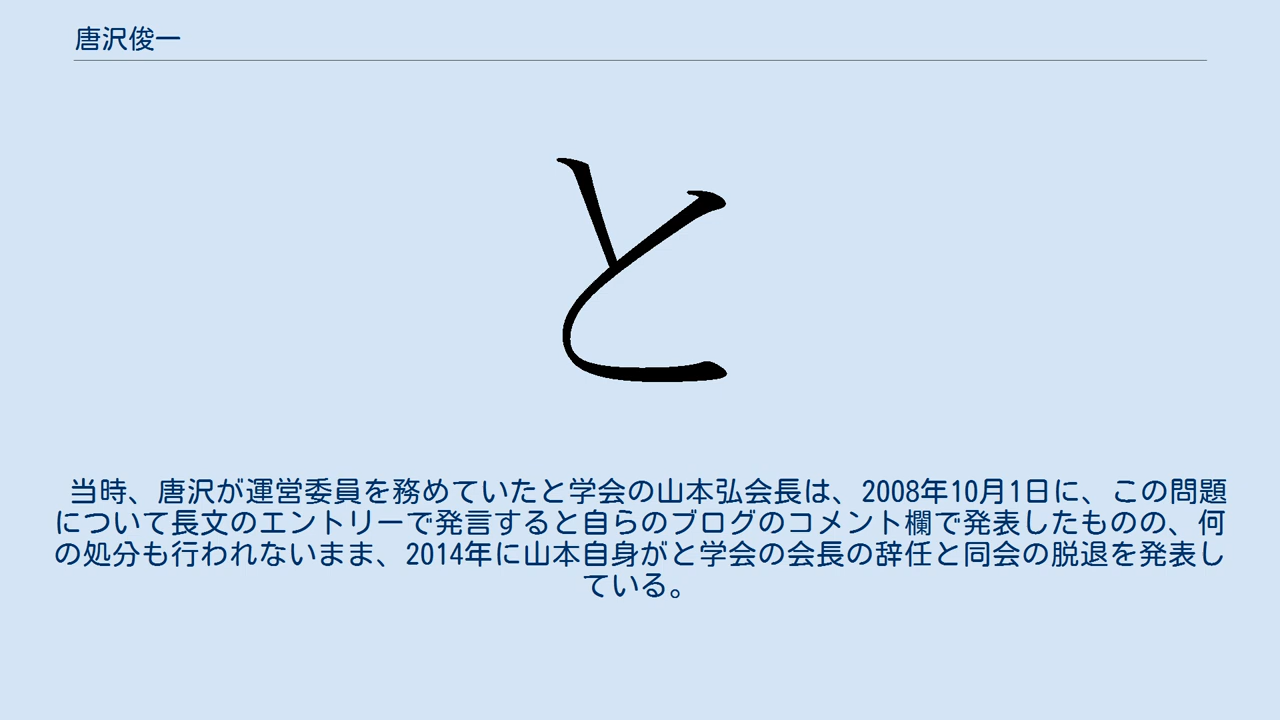 唐沢俊一
と
当時、唐沢が運営委員を務めていたと学会の山本弘会長は、2008年10月1日に、この問題
について長文のエントリーで発言すると自らのブログのコメント欄で発表したものの、何
の処分も行われないまま、2014年に山本自身がと学会の会長の辞任と同会の脱退を発表し
ている。